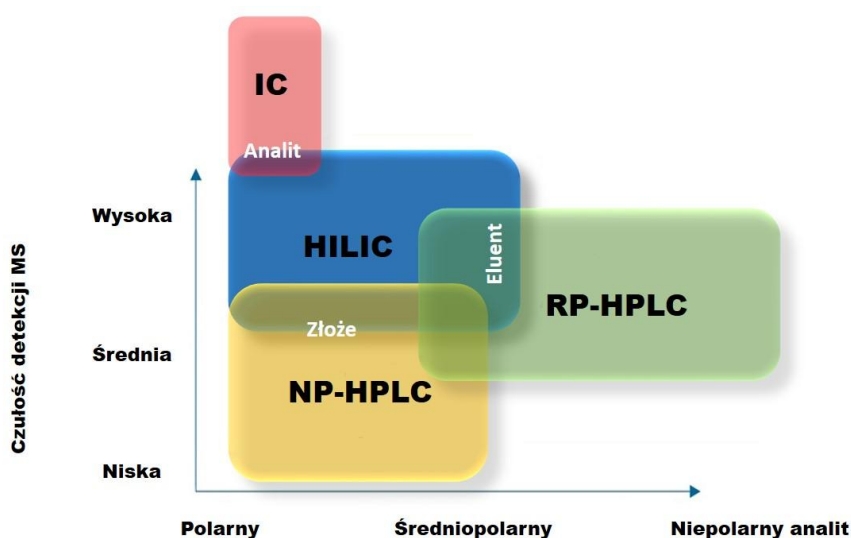 IC
Analit
Wysoka
HILIC
Eluent
RP-HPLC
Złoże
Średnia
NP-HPLC
Niska
Czułość detekcji MS
Polarny
Średniopolarny
Niepolarny analit